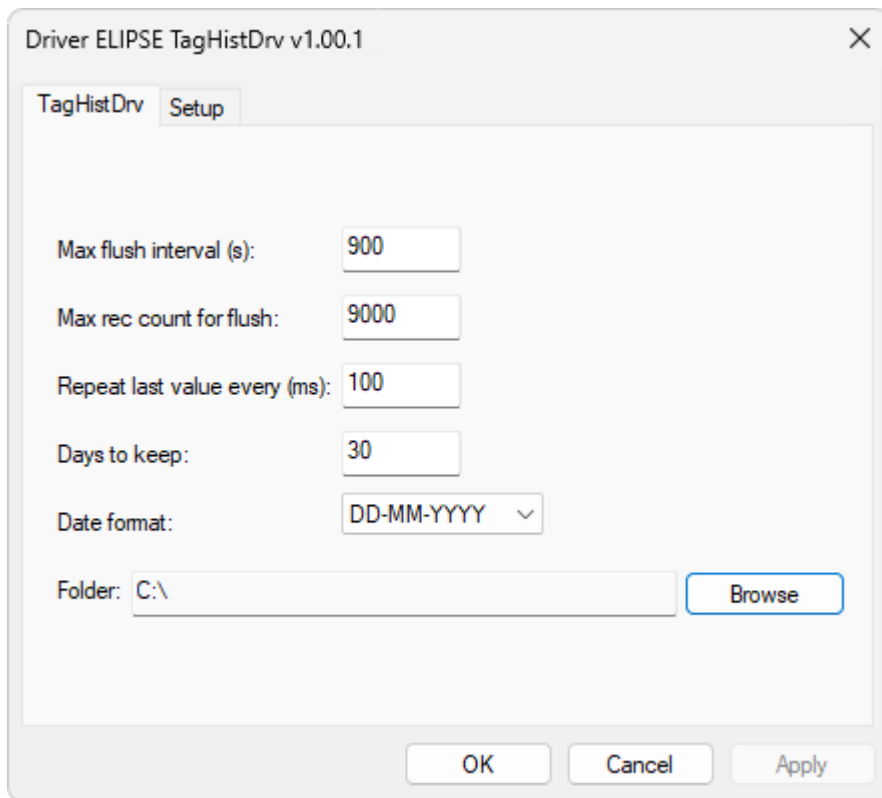 Driver ELIPSE TagHistDrv v1.00.1
TagHistDrv Setup
Max flush interval (s): 900
Max rec count for flush: 9000
Repeat last value every (ms): 100
Days to keep: 30
Date format: DD-MM-YYYY
Folder: C:\ Browse
OK Cancel Apply